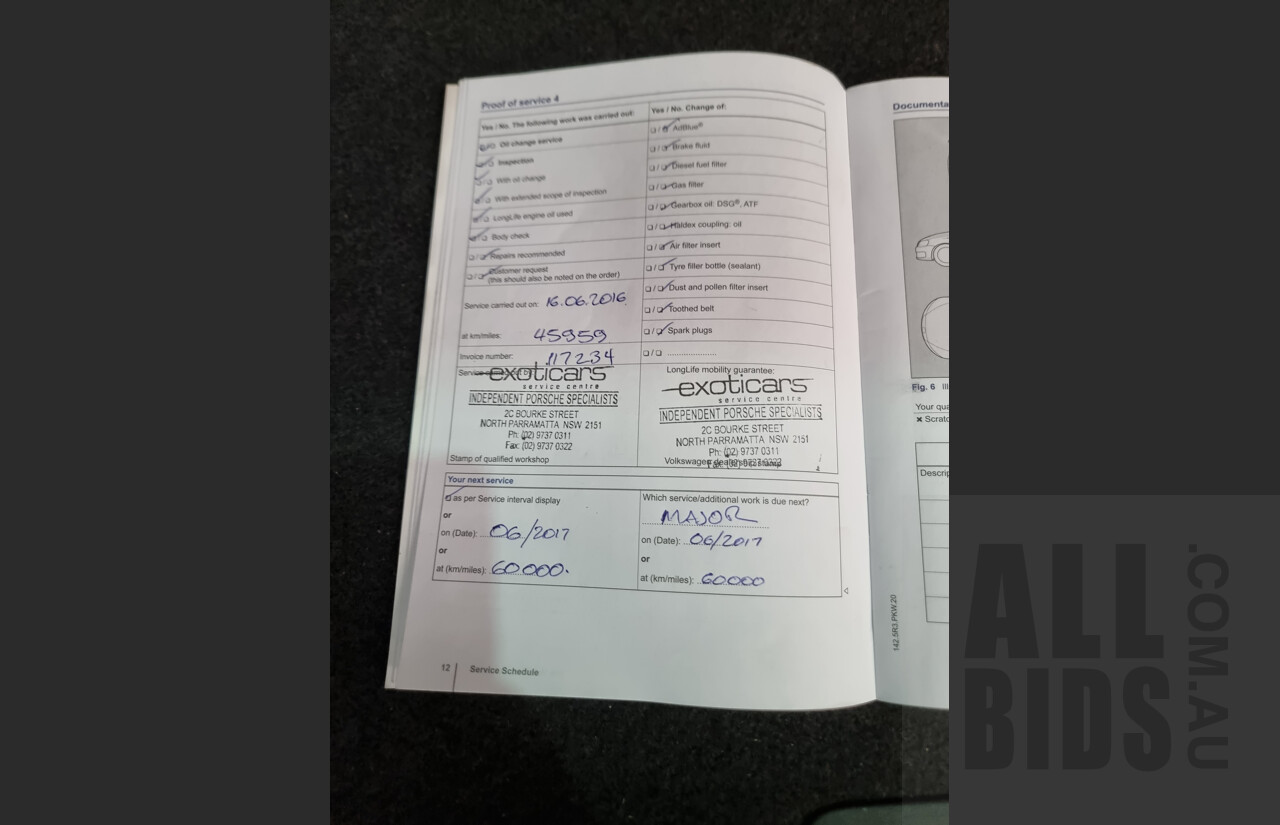 Proof of service 4
Yes / No. The following work was carried out:
Oil change service
Inspection
With oil change
With extended scope of inspection
LongLife engine oil used
Body check
Repairs recommended
Customer request
(this should also be noted on the order)
Service carried out on: 16.06.2016
at km/miles: 45959
Invoice number: 117234
exoticars
service centre
INDEPENDENT PORSCHE SPECIALISTS
2C BOURKE STREET
NORTH PARRAMATTA NSW 2151
Ph: (02) 9737 0311
Fax: (02) 9737 0322
Stamp of qualified workshop
Yes / No. Change of:
AdBlue®
Brake fluid
Diesel fuel filter
Gas filter
Gearbox oil: DSG®, ATF
Haldex coupling: oil
Air filter insert
Tyre filler bottle (sealant)
Dust and pollen filter insert
Toothed belt
Spark plugs
LongLife mobility guarantee:
exoticars
service centre
INDEPENDENT PORSCHE SPECIALISTS
2C BOURKE STREET
NORTH PARRAMATTA NSW 2151
Ph: (02) 9737 0311
Fax: (02) 9737 0322
Your next service
as per Service interval display
or
on (Date): 06/2017
or
at (km/miles): 60000.
Which service/additional work is due next?
MAJOR
on (Date): 06/2017
or
at (km/miles): 60000
12 Service Schedule
Documenta
Fig. 6
Your qua
Scratc
Descrip
142.5R3.PKW.20
ALL
BIDS
.COM.AU